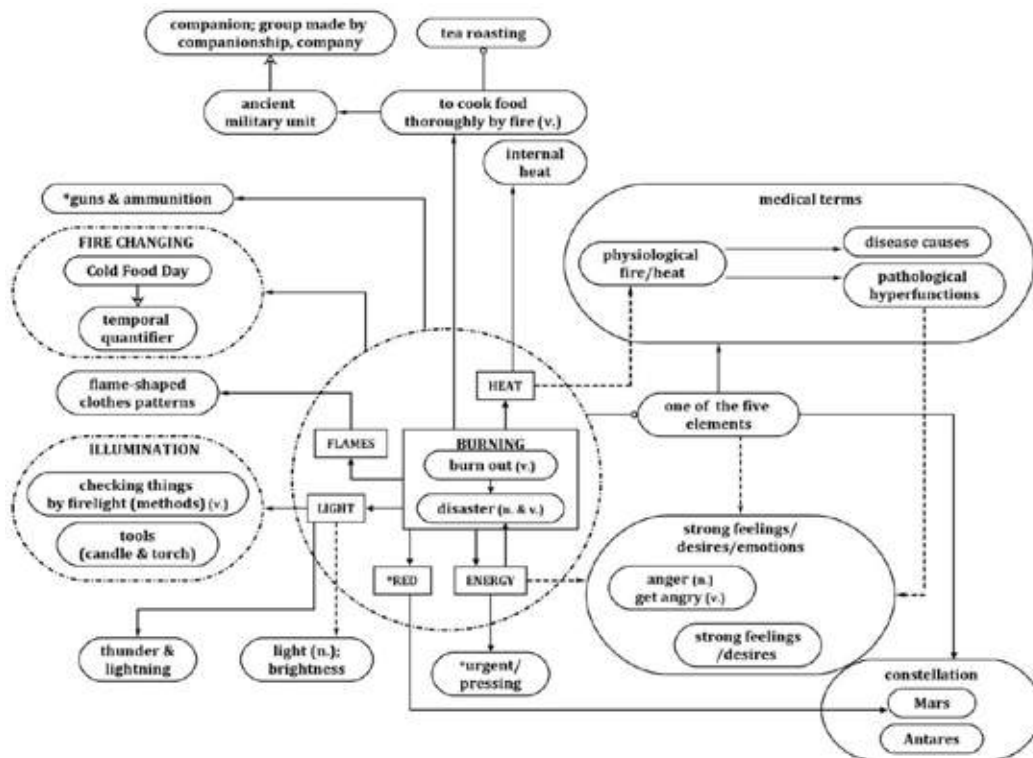 companion; group made by
companionship, company
tea roasting
ancient
military unit
to cook food
thoroughly by fire (v.)
internal
heat
*guns & ammunition
medical terms
FIRE CHANGING
Cold Food Day
temporal
quantifier
physiological
fire/heat
disease causes
pathological
hyperfunctions
flame-shaped
clothes patterns
HEAT
one of the five
elements
FLAMES
BURNING
burn out (v.)
disaster (n. & v.)
ILLUMINATION
checking things
by firelight (methods) (v.)
tools
(candle & torch)
LIGHT
*RED
ENERGY
strong feelings/
desires/emotions
anger (n.)
get angry (v.)
strong feelings
/desires
thunder &
lightning
light (n.);
brightness
*urgent/
pressing
constellation
Mars
Antares